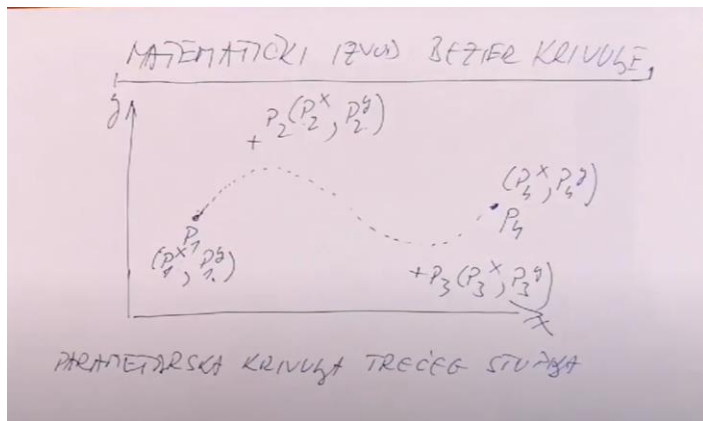 MATEMATIČKI IZVOD BEZIER KRIVULJE,
y
P₂(P₂ˣ, P₂ʸ)
(P₄ˣ, P₄ʸ)
P₄
P₁
(P₁ˣ, P₁ʸ)
P₃(P₃ˣ, P₃ʸ)
x
PARAMETARSKA KRIVULJA TREĆEG STUPNJA